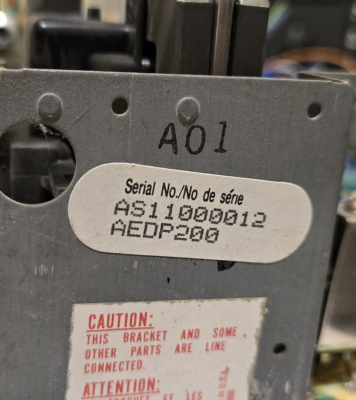 A01
Serial No./No de série
AS11000012
AEDP200
CAUTION:
THIS BRACKET AND SOME
OTHER PARTS ARE LINE
CONNECTED.
ATTENTION: